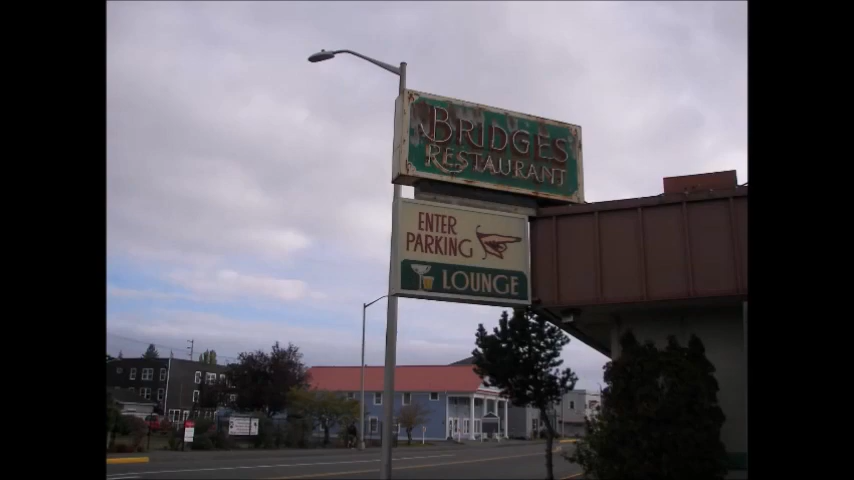 BRIDGES
RESTAURANT
ENTER
PARKING
LOUNGE